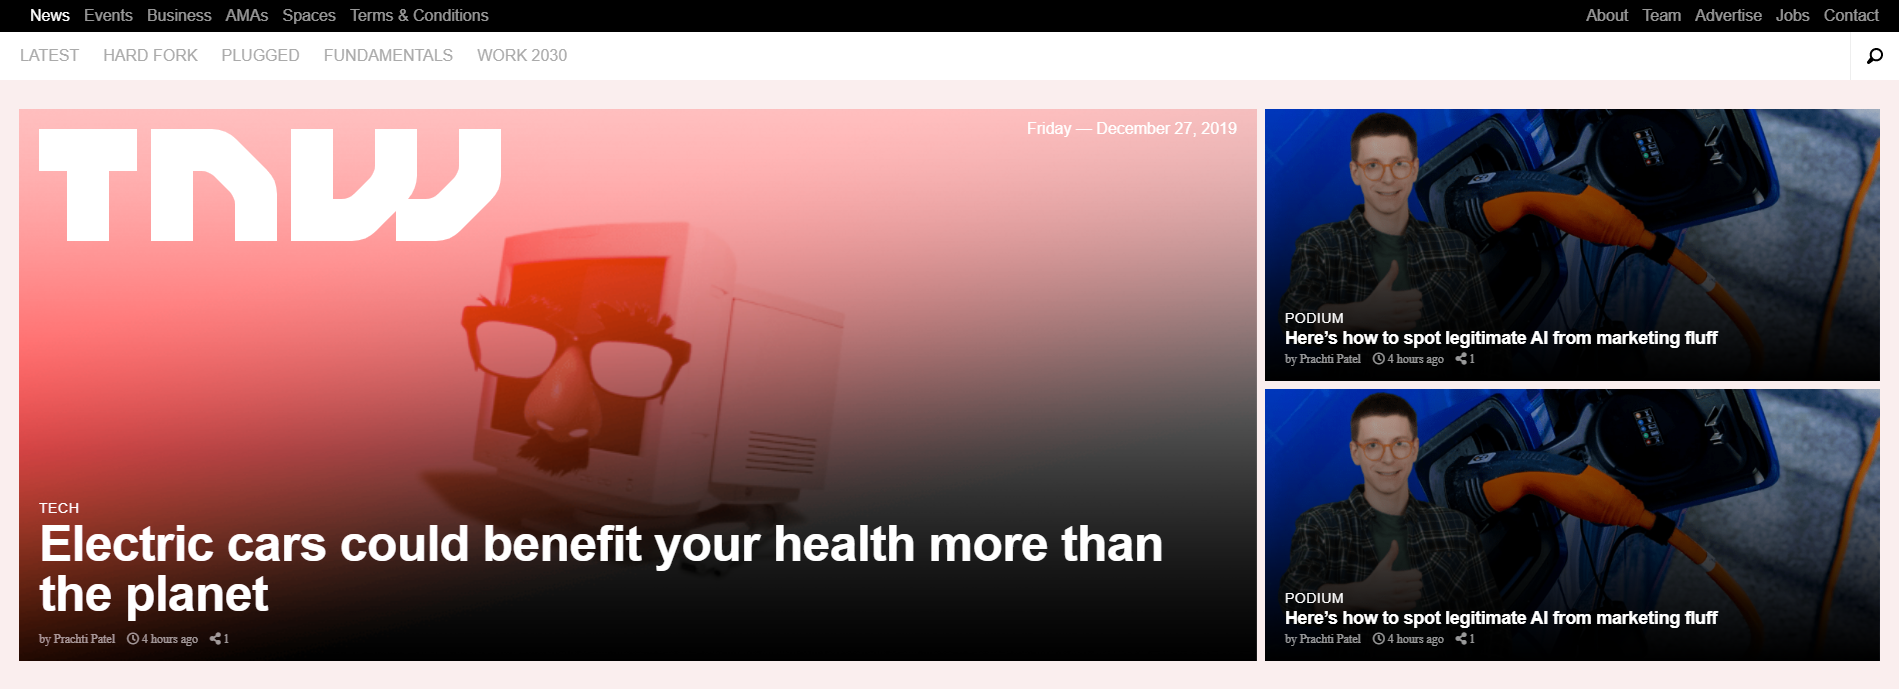 News Events Business AMAs Spaces Terms & Conditions About Team Advertise Jobs Contact
LATEST HARD FORK PLUGGED FUNDAMENTALS WORK 2030
TNW
Friday — December 27, 2019
TECH
Electric cars could benefit your health more than
the planet
by Prachti Patel 4 hours ago 1
PODIUM
Here’s how to spot legitimate AI from marketing fluff
by Prachti Patel 4 hours ago 1
PODIUM
Here’s how to spot legitimate AI from marketing fluff
by Prachti Patel 4 hours ago 1